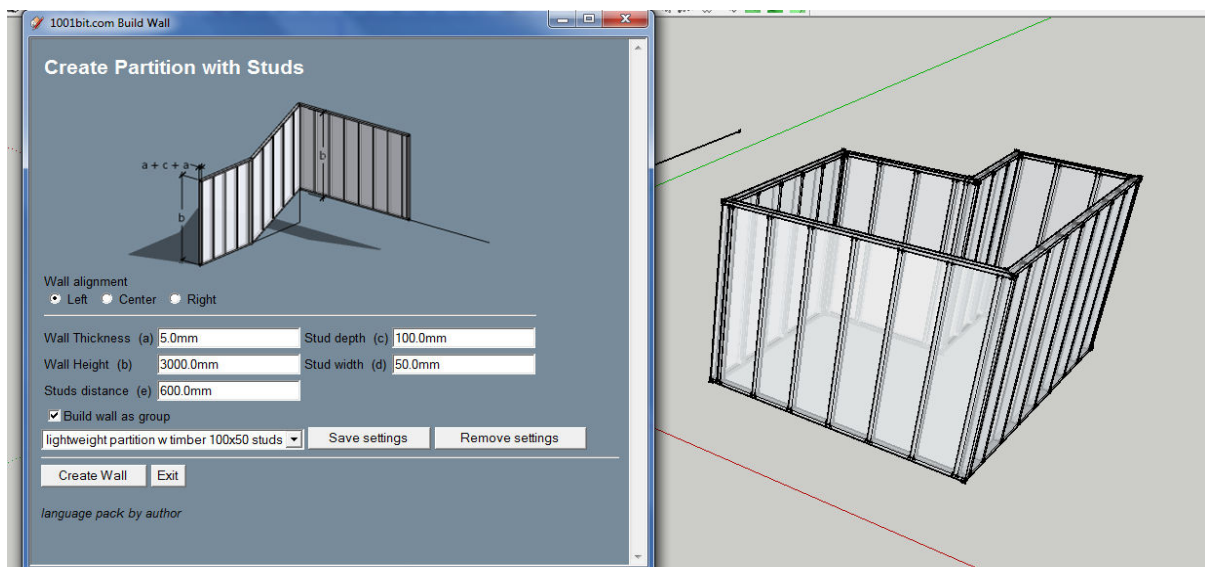 1001bit.com Build Wall
Create Partition with Studs
a + c + a
b
b
Wall alignment
Left Center Right
Wall Thickness (a) 5.0mm Stud depth (c) 100.0mm
Wall Height (b) 3000.0mm Stud width (d) 50.0mm
Studs distance (e) 600.0mm
Build wall as group
lightweight partition w timber 100x50 studs Save settings Remove settings
Create Wall Exit
language pack by author